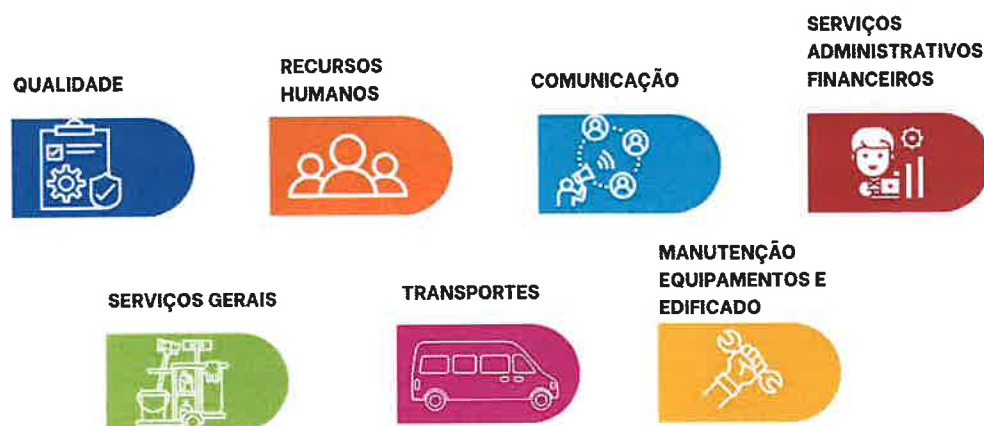 QUALIDADE
RECURSOS
HUMANOS
COMUNICAÇÃO
SERVIÇOS
ADMINISTRATIVOS
FINANCEIROS
SERVIÇOS GERAIS
TRANSPORTES
MANUTENÇÃO
EQUIPAMENTOS E
EDIFICADO